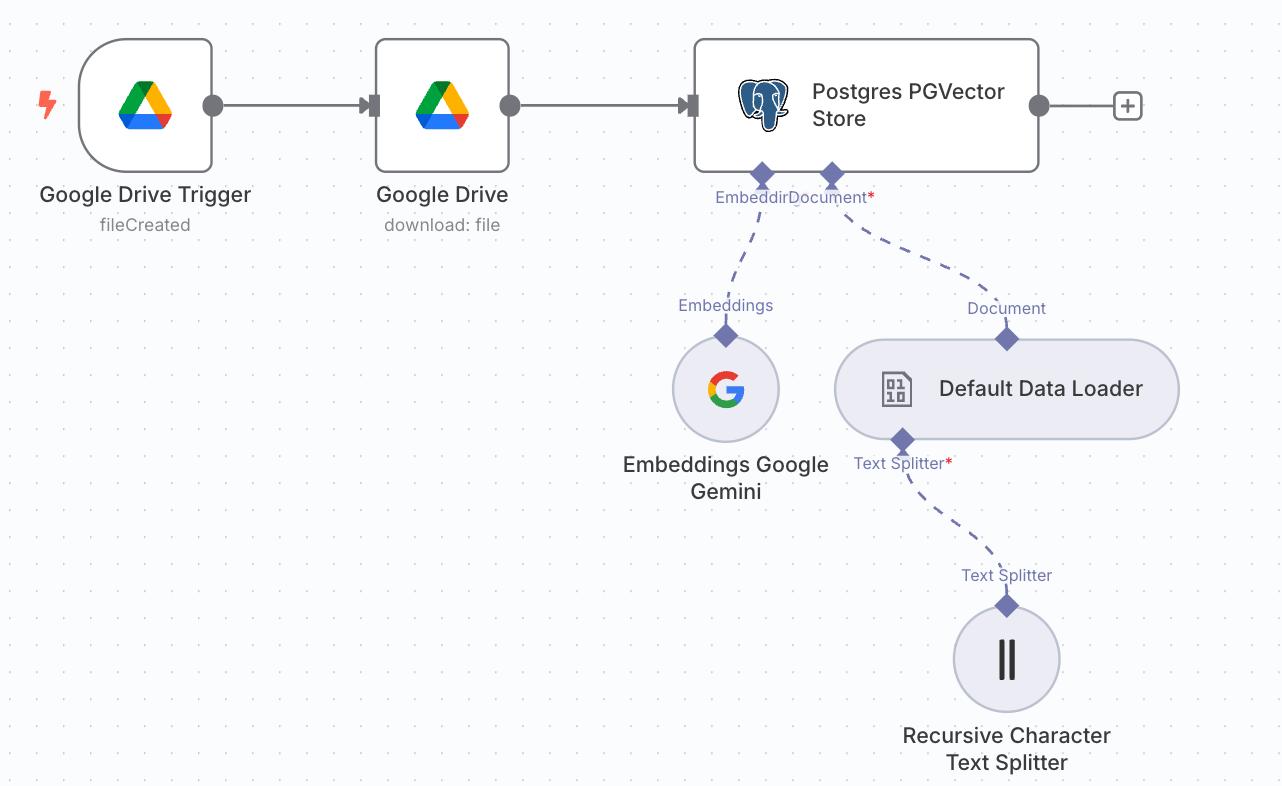 Postgres PGVector
Store
Google Drive Trigger
fileCreated
Google Drive
download: file
EmbeddirDocument*
Embeddings
Document
Default Data Loader
Embeddings Google
Gemini
Text Splitter*
Text Splitter
Recursive Character
Text Splitter